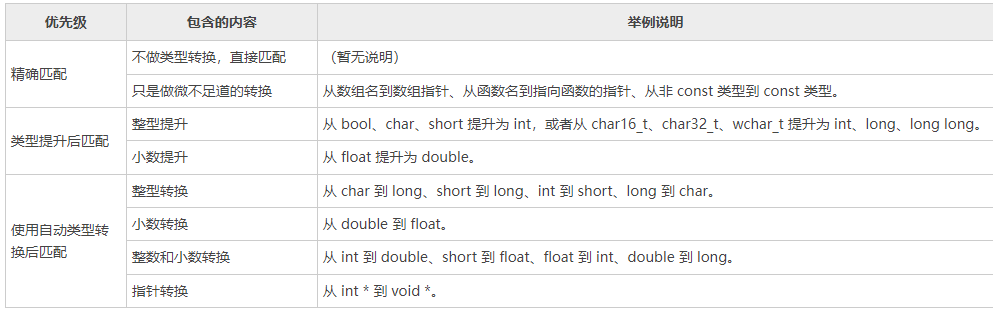 优先级 包含的内容 举例说明
精确匹配
不做类型转换，直接匹配 （暂无说明）
只是做微不足道的转换 从数组名到数组指针、从函数名到指向函数的指针、从非 const 类型到 const 类型。
类型提升后匹配
整型提升 从 bool、char、short 提升为 int，或者从 char16_t、char32_t、wchar_t 提升为 int、long、long long。
小数提升 从 float 提升为 double。
使用自动类型转
换后匹配
整型转换 从 char 到 long、short 到 long、int 到 short、long 到 char。
小数转换 从 double 到 float。
整数和小数转换 从 int 到 double、short 到 float、float 到 int、double 到 long。
指针转换 从 int * 到 void *。